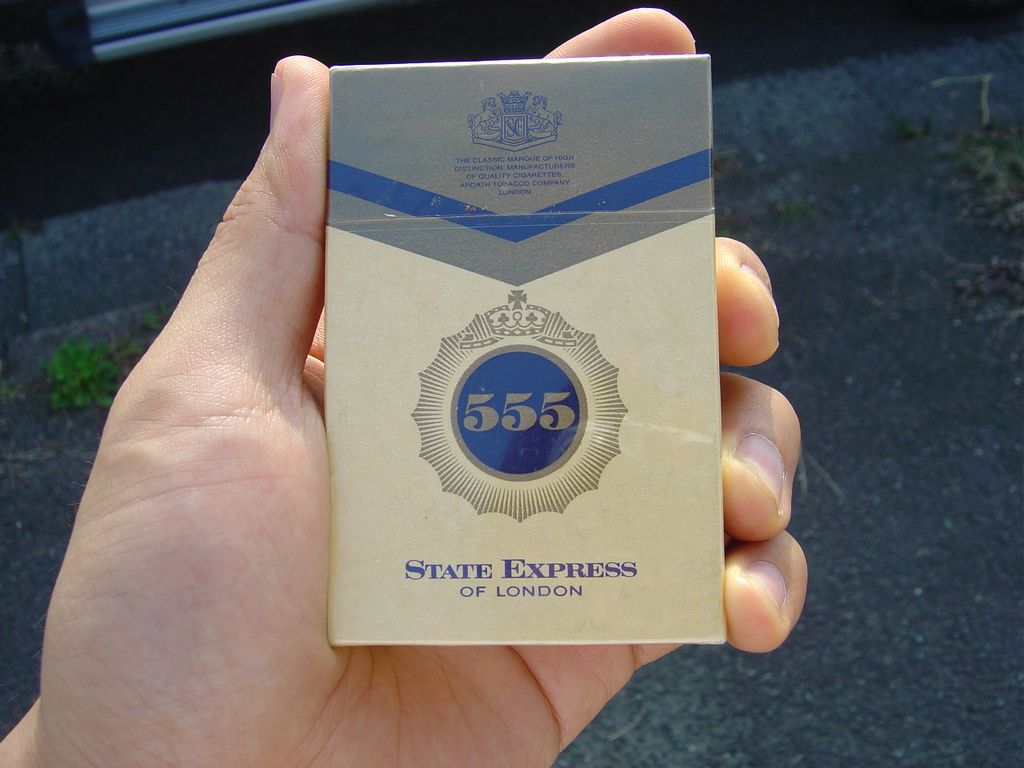 SG
THE CLASSIC MARQUE OF HIGH
DISTINCTION. MANUFACTURERS
OF QUALITY CIGARETTES.
ARDATH TOBACCO COMPANY
LONDON
555
STATE EXPRESS
OF LONDON